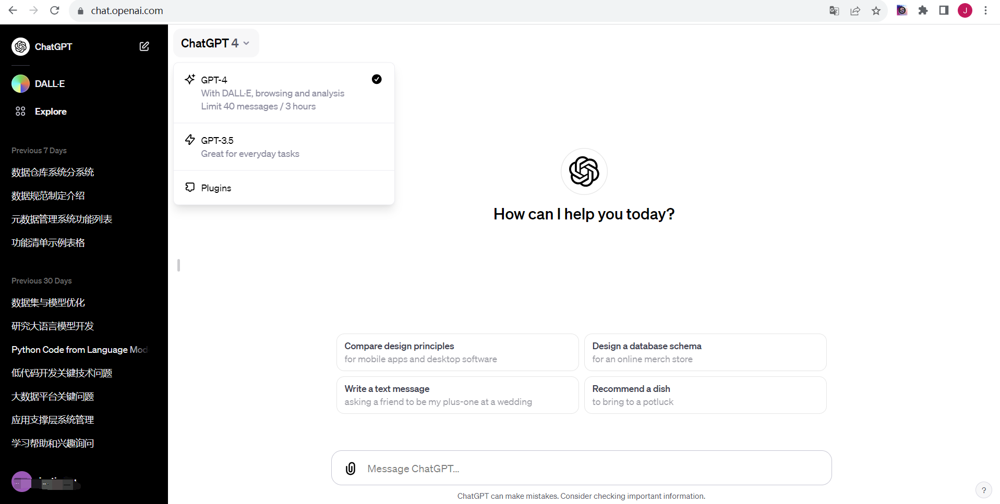 chat.openai.com
J
ChatGPT
DALL·E
Explore
Previous 7 Days
数据仓库系统分系统
数据规范制定介绍
元数据管理系统功能列表
功能清单示例表格
Previous 30 Days
数据集与模型优化
研究大语言模型开发
Python Code from Language Mod
低代码开发关键技术问题
大数据平台关键问题
应用支撑层系统管理
学习帮助和兴趣询问
ChatGPT 4
GPT-4
With DALL·E, browsing and analysis
Limit 40 messages / 3 hours
GPT-3.5
Great for everyday tasks
Plugins
How can I help you today?
Compare design principles
for mobile apps and desktop software
Design a database schema
for an online merch store
Write a text message
asking a friend to be my plus-one at a wedding
Recommend a dish
to bring to a potluck
Message ChatGPT...
ChatGPT can make mistakes. Consider checking important information.
?